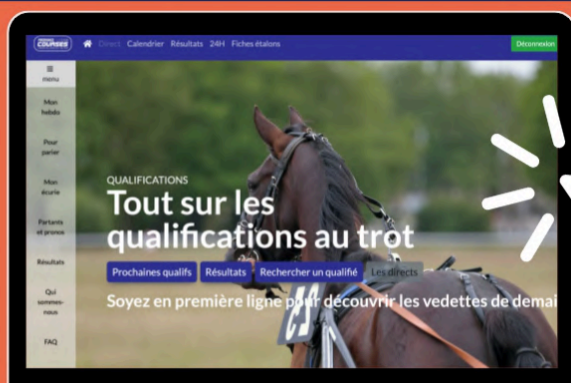 COURSES
Direct Calendrier Résultats 24H Fiches étalons
Déconnexion
menu
Mon
hebdo
Pour
parier
Mon
écurie
Partants
et pronos
Résultats
Qui
sommes-
nous
FAQ
QUALIFICATIONS
Tout sur les
qualifications au trot
Prochaines qualifs Résultats Rechercher un qualifié Les directs
Soyez en première ligne pour découvrir les vedettes de demai